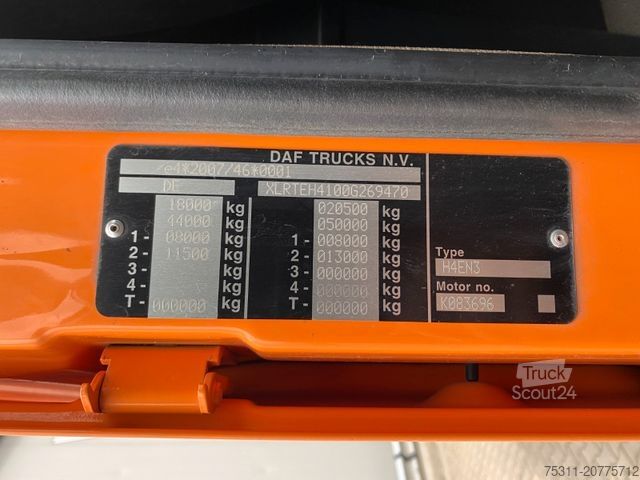 DAF TRUCKS N.V.
e4*2007/46*0001
DE XLRTEH4100G269470
18000 kg 020500 kg
44000 kg 050000 kg
1- 08000 kg 1- 008000 kg
2- 11500 kg 2- 013000 kg
3- kg 3- 000000 kg
4- kg 4- 000000 kg
T- 000000 kg T- 000000 kg
Type
H4EN3
Motor no.
K083696
Truck
Scout24
75311-20775712